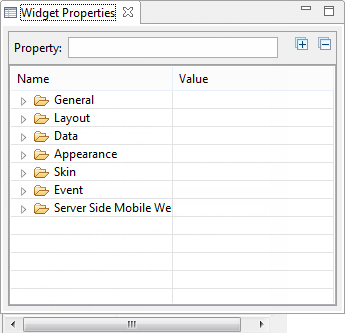 Widget Properties
Property:
Name Value
General
Layout
Data
Appearance
Skin
Event
Server Side Mobile We